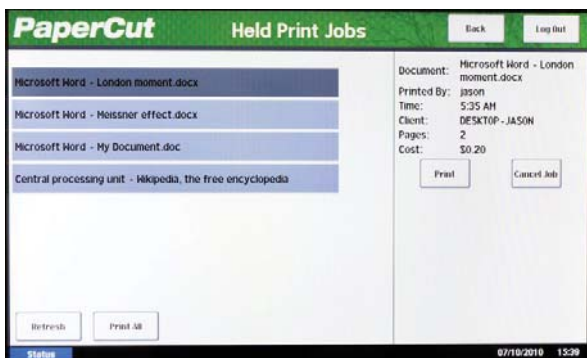 PaperCut
Held Print Jobs
Back
Log Out
Microsoft Word - London moment.docx
Microsoft Word - Meissner effect.docx
Microsoft Word - My Document.doc
Central processing unit - Wikipedia, the free encyclopedia
Document: Microsoft Word - London
moment.docx
Printed By: jason
Time: 5:35 AM
Client: DESKTOP-JASON
Pages: 2
Cost: $0.20
Print
Cancel Job
Refresh
Print All
Status
07/10/2010 13:39